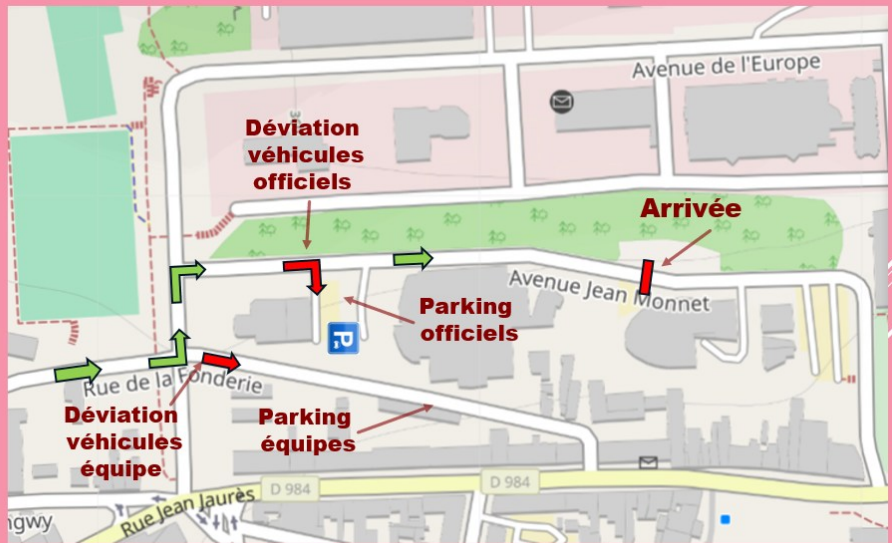 Avenue de l'Europe
Déviation
véhicules
officiels
Arrivée
Avenue Jean Monnet
Parking
officiels
P
Rue de la Fonderie
Déviation
véhicules
équipe
Parking
équipes
D 984
D 984
Rue Jean Jaurès
ngwy